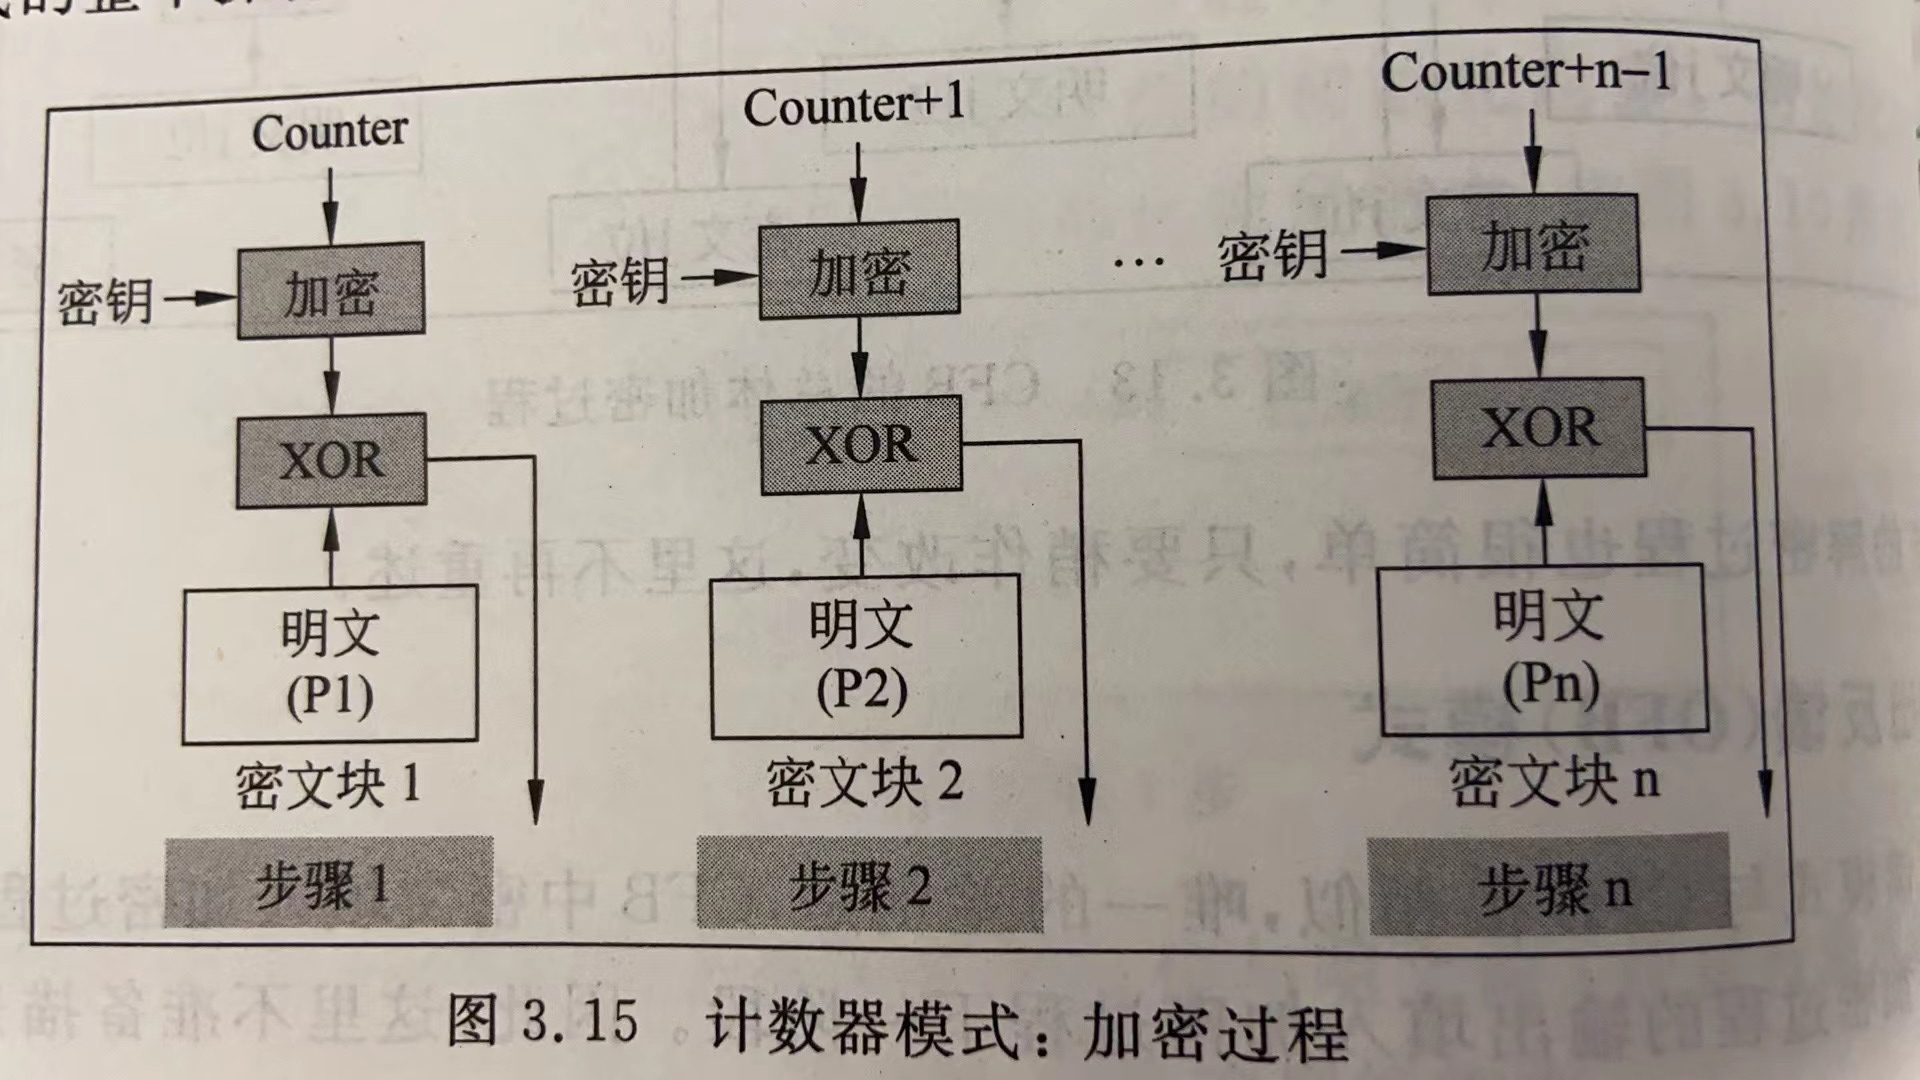 的整
Counter
Counter+1
Counter+n−1
密钥
加密
密钥
加密
…
密钥
加密
XOR
XOR
XOR
明文
(P1)
明文
(P2)
明文
(Pn)
密文块 1
密文块 2
密文块 n
步骤 1
步骤 2
步骤 n
图 3.15 计数器模式：加密过程